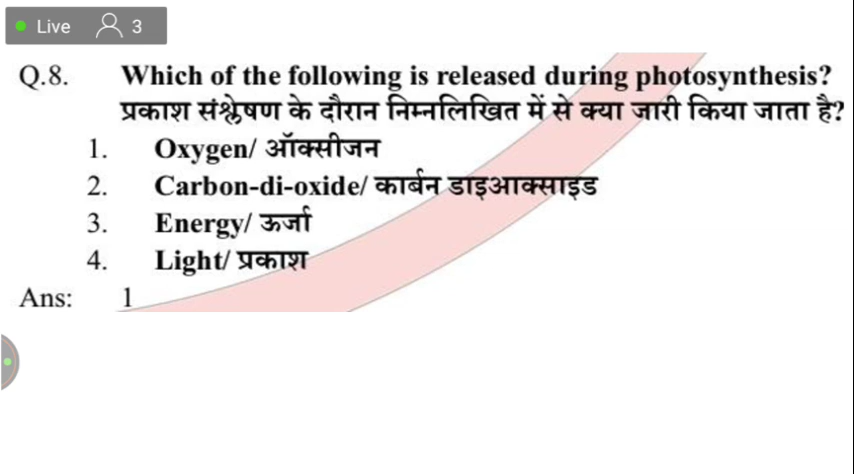 Live 3
Q.8. Which of the following is released during photosynthesis?
प्रकाश संश्लेषण के दौरान निम्नलिखित में से क्या जारी किया जाता है?
1. Oxygen/ ऑक्सीजन
2. Carbon-di-oxide/ कार्बन डाइआक्साइड
3. Energy/ ऊर्जा
4. Light/ प्रकाश
Ans: 1